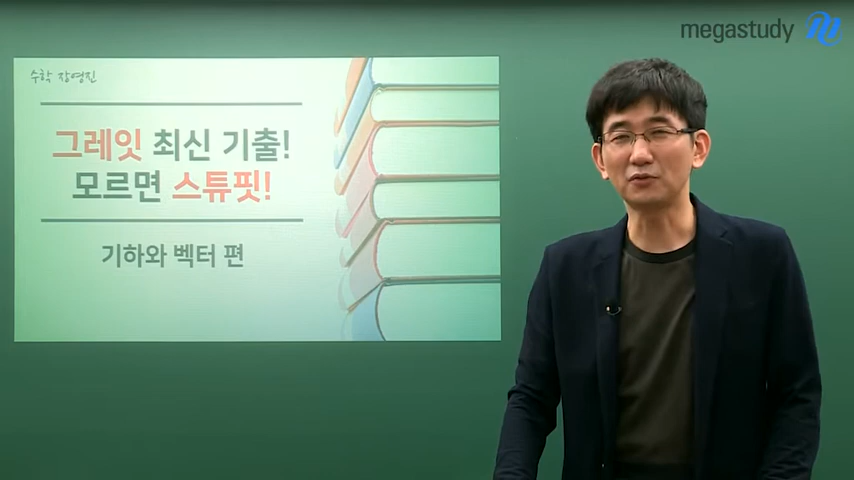 megastudy
수학 장영진
그레잇 최신 기출!
모르면 스튜핏!
기하와 벡터 편